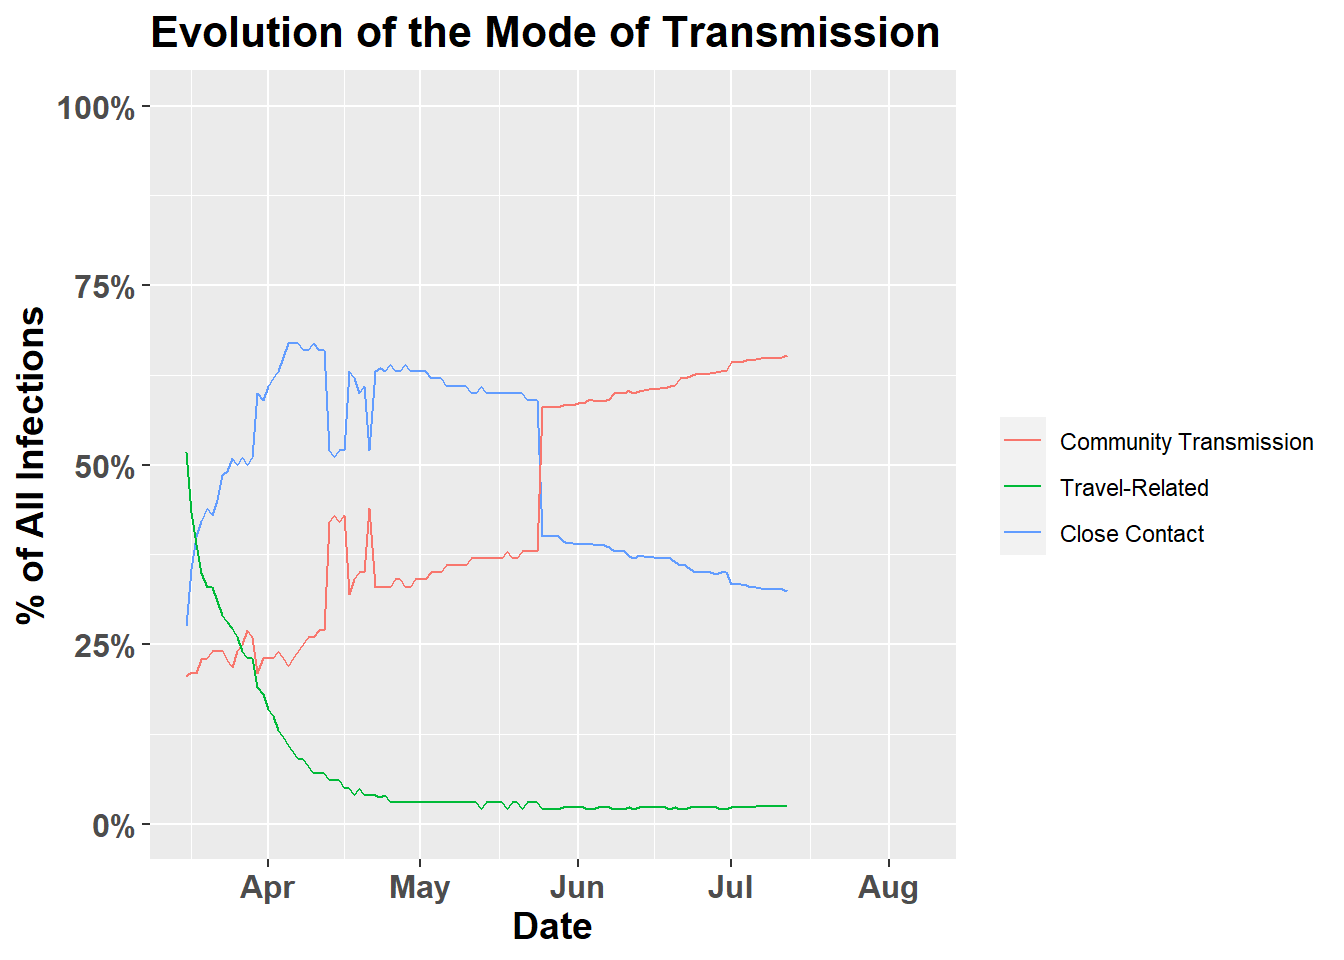 Evolution of the Mode of Transmission
100%
75%
50%
25%
0%
% of All Infections
Apr May Jun Jul Aug
Date
Community Transmission
Travel-Related
Close Contact